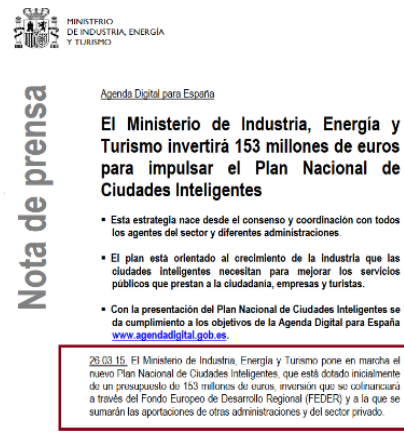 MINISTERIO
DE INDUSTRIA, ENERGÍA
Y TURISMO
Nota de prensa
Agenda Digital para España
El Ministerio de Industria, Energía y
Turismo invertirá 153 millones de euros
para impulsar el Plan Nacional de
Ciudades Inteligentes
▪ Esta estrategia nace desde el consenso y coordinación con todos
los agentes del sector y diferentes administraciones.
▪ El plan está orientado al crecimiento de la industria que las
ciudades inteligentes necesitan para mejorar los servicios
públicos que prestan a la ciudadanía, empresas y turistas.
▪ Con la presentación del Plan Nacional de Ciudades Inteligentes se
da cumplimiento a los objetivos de la Agenda Digital para España
www.agendadigital.gob.es.
26.03.15. El Ministerio de Industria, Energía y Turismo pone en marcha el
nuevo Plan Nacional de Ciudades Inteligentes, que está dotado inicialmente
de un presupuesto de 153 millones de euros, inversión que se cofinanciará
a través del Fondo Europeo de Desarrollo Regional (FEDER) y a la que se
sumarán las aportaciones de otras administraciones y del sector privado.